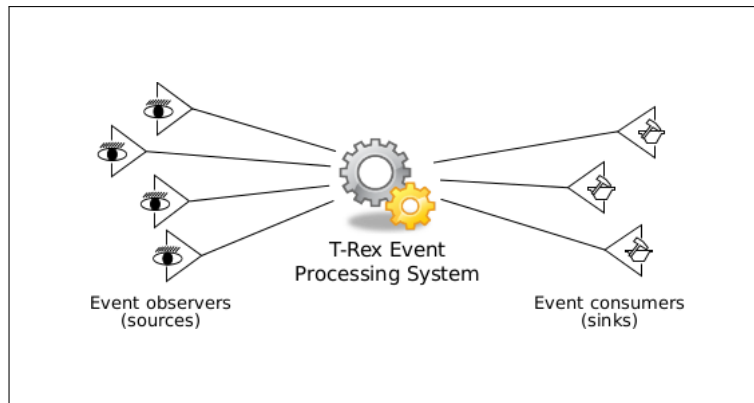 T-Rex Event
Processing System
Event observers
(sources)
Event consumers
(sinks)